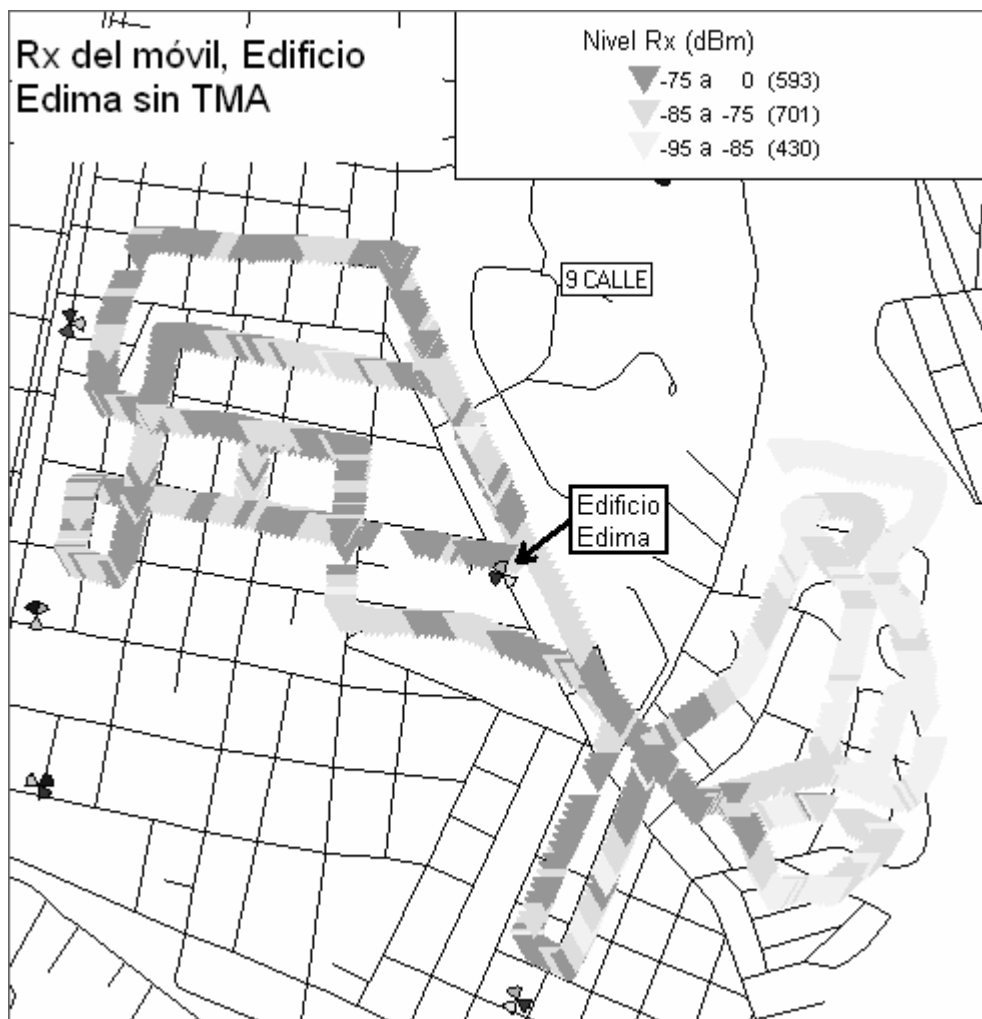 Rx del móvil, Edificio
Edima sin TMA
Nivel Rx (dBm)
-75 a 0 (593)
-85 a -75 (701)
-95 a -85 (430)
9 CALLE
Edificio
Edima